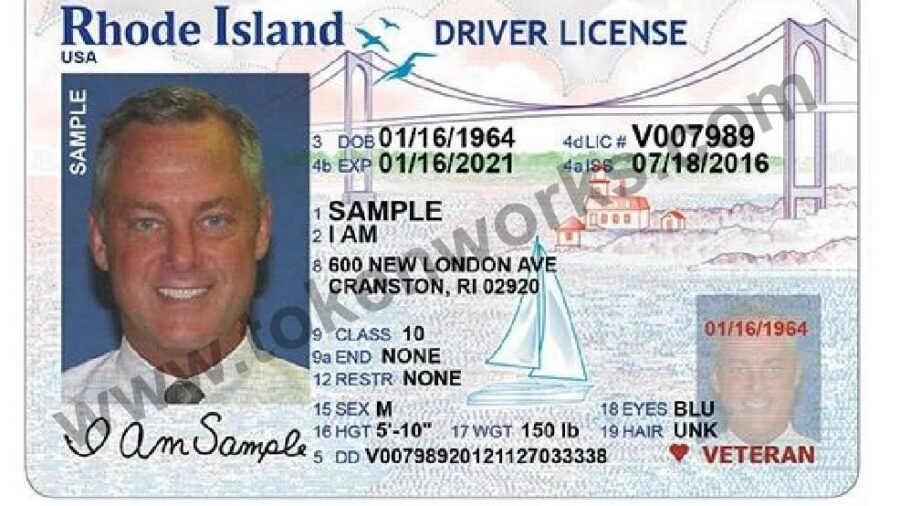 Rhode Island DRIVER LICENSE
USA
SAMPLE
3 DOB 01/16/1964 4d LIC # V007989
4b EXP 01/16/2021 4a ISS 07/18/2016
1 SAMPLE
2 I AM
8 600 NEW LONDON AVE
CRANSTON, RI 02920
01/16/1964
9 CLASS 10
9a END NONE
12 RESTR NONE
15 SEX M 18 EYES BLU
16 HGT 5'-10" 17 WGT 150 lb 19 HAIR UNK
I Am Sample
5 DD V00798920121127033338 VETERAN
www.tokenworks.com